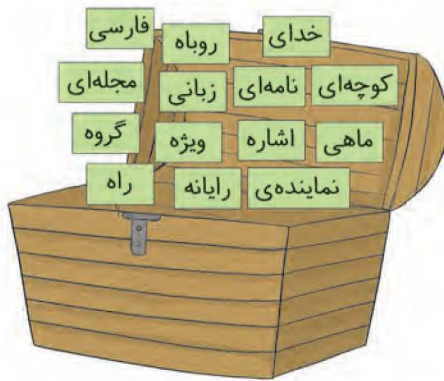 خدای
روباه
فارسی
کوچه‌ای
نامه‌ای
زبانی
مجله‌ای
ماهی
اشاره
ویژه
گروه
نماینده‌ی
رایانه
راه